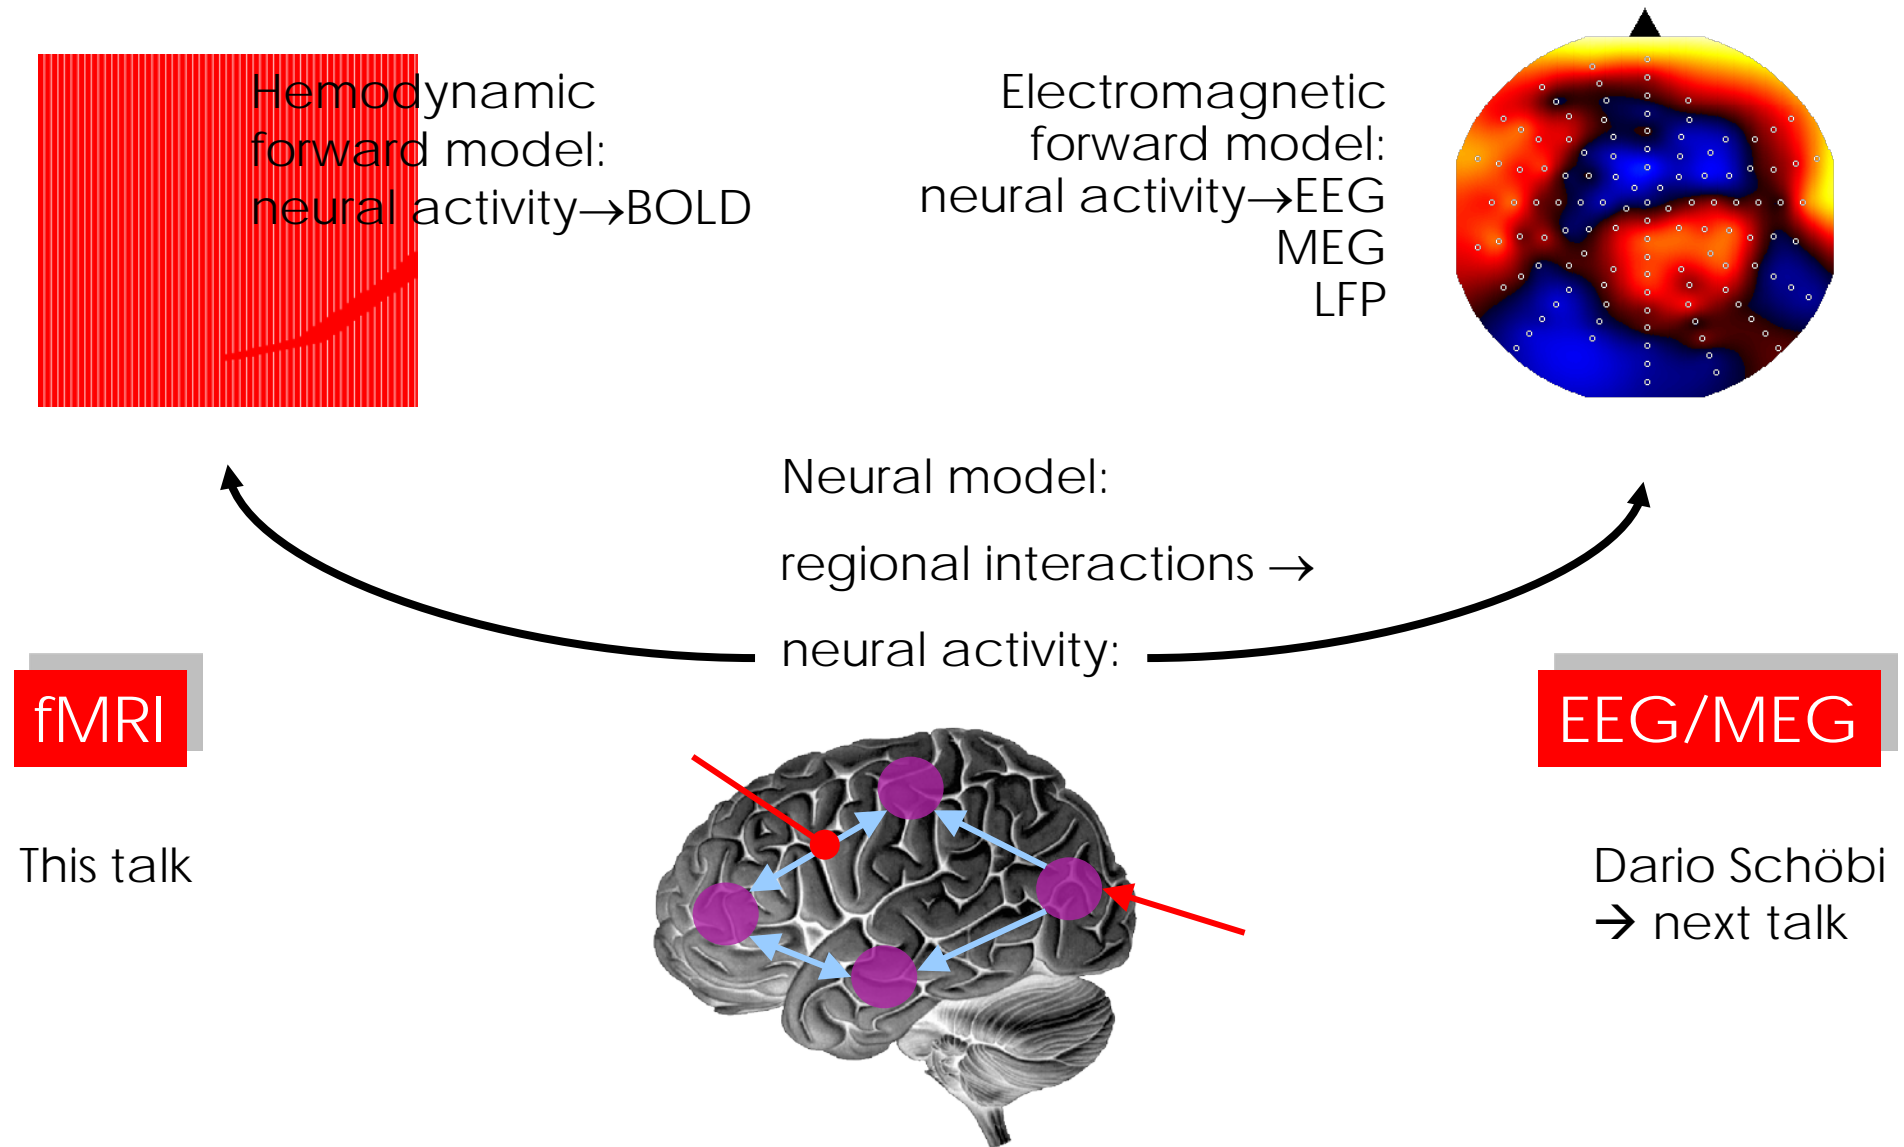 Hemodynamic
forward model:
neural activity→BOLD
Electromagnetic
forward model:
neural activity→EEG
MEG
LFP
Neural model:
regional interactions →
neural activity:
fMRI
EEG/MEG
This talk
Dario Schöbi
→ next talk